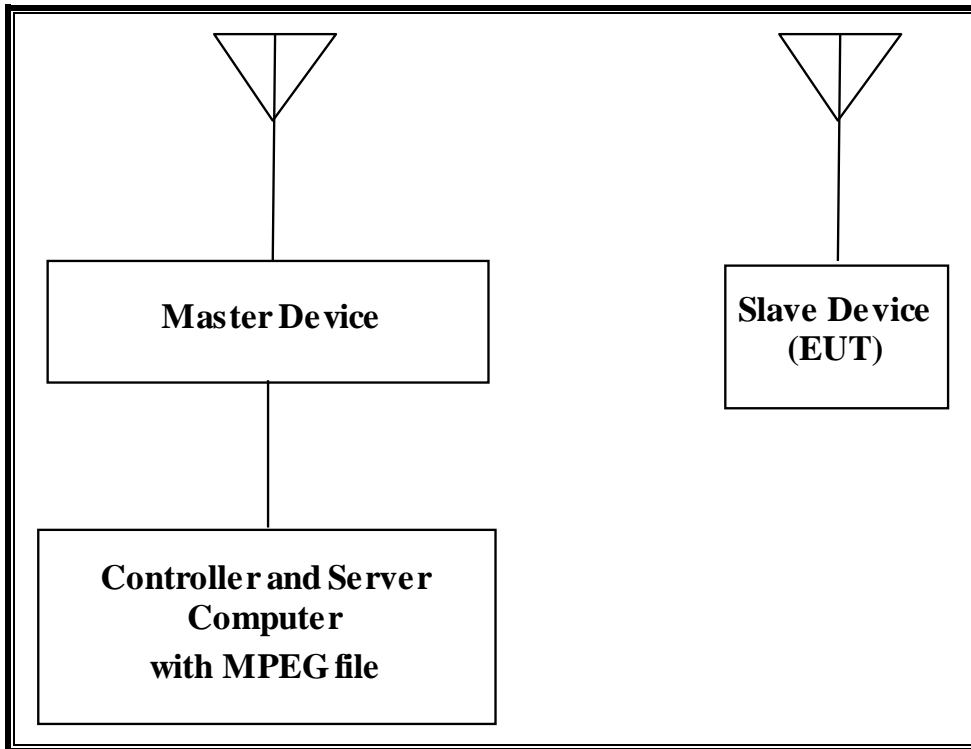 Master Device
Slave Device
(EUT)
Controller and Server
Computer
with MPEG file